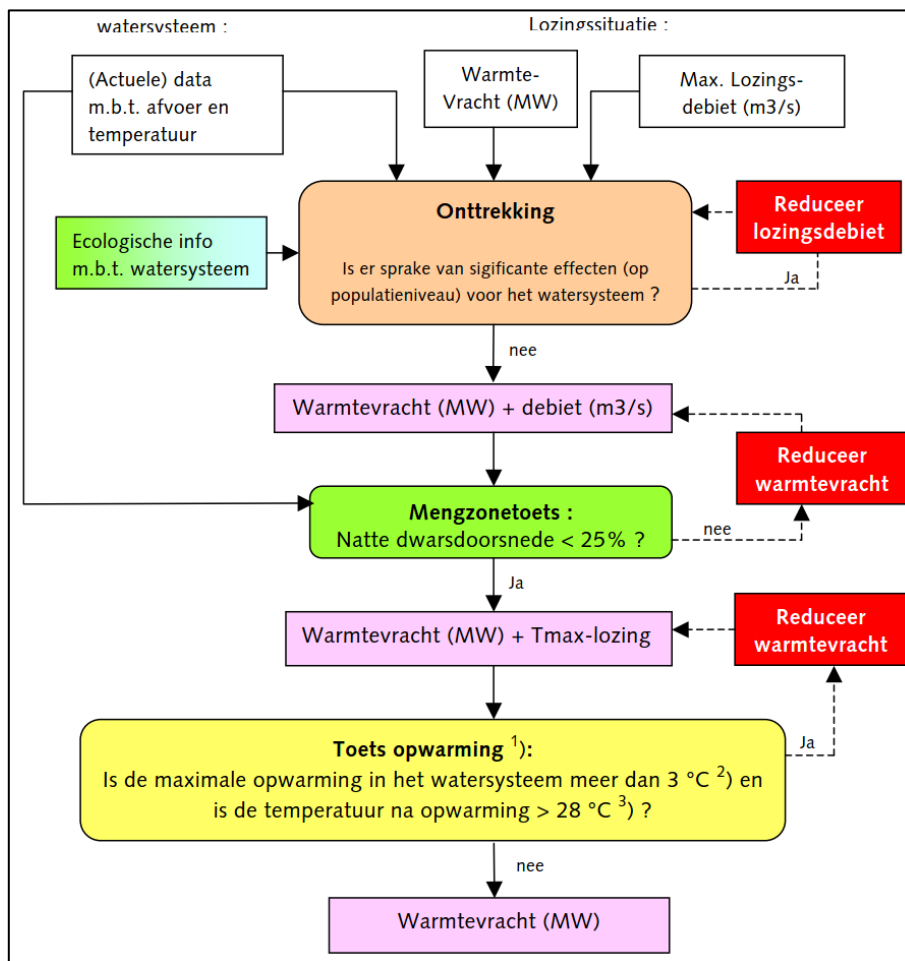 watersysteem :
Lozingssituatie :
(Actuele) data
m.b.t. afvoer en
temperatuur
Warmte-
Vracht (MW)
Max. Lozings-
debiet (m3/s)
Onttrekking
Is er sprake van sigificante effecten (op
populatieniveau) voor het watersysteem ?
Reduceer
lozingsdebiet
Ja
Ecologische info
m.b.t. watersysteem
nee
Warmtevracht (MW) + debiet (m3/s)
Reduceer
warmtevracht
Mengzonetoets :
Natte dwarsdoorsnede < 25% ?
nee
Ja
Warmtevracht (MW) + Tmax-lozing
Reduceer
warmtevracht
Toets opwarming ¹):
Is de maximale opwarming in het watersysteem meer dan 3 °C ²) en
is de temperatuur na opwarming > 28 °C ³) ?
Ja
nee
Warmtevracht (MW)